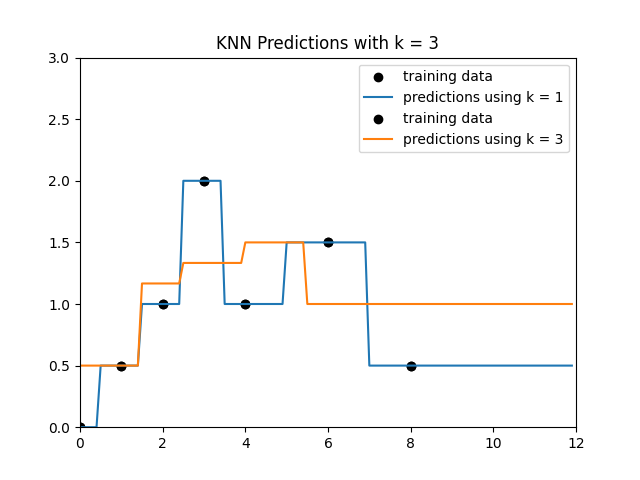 KNN Predictions with k = 3
training data
predictions using k = 1
training data
predictions using k = 3
3.0
2.5
2.0
1.5
1.0
0.5
0.0
0 2 4 6 8 10 12